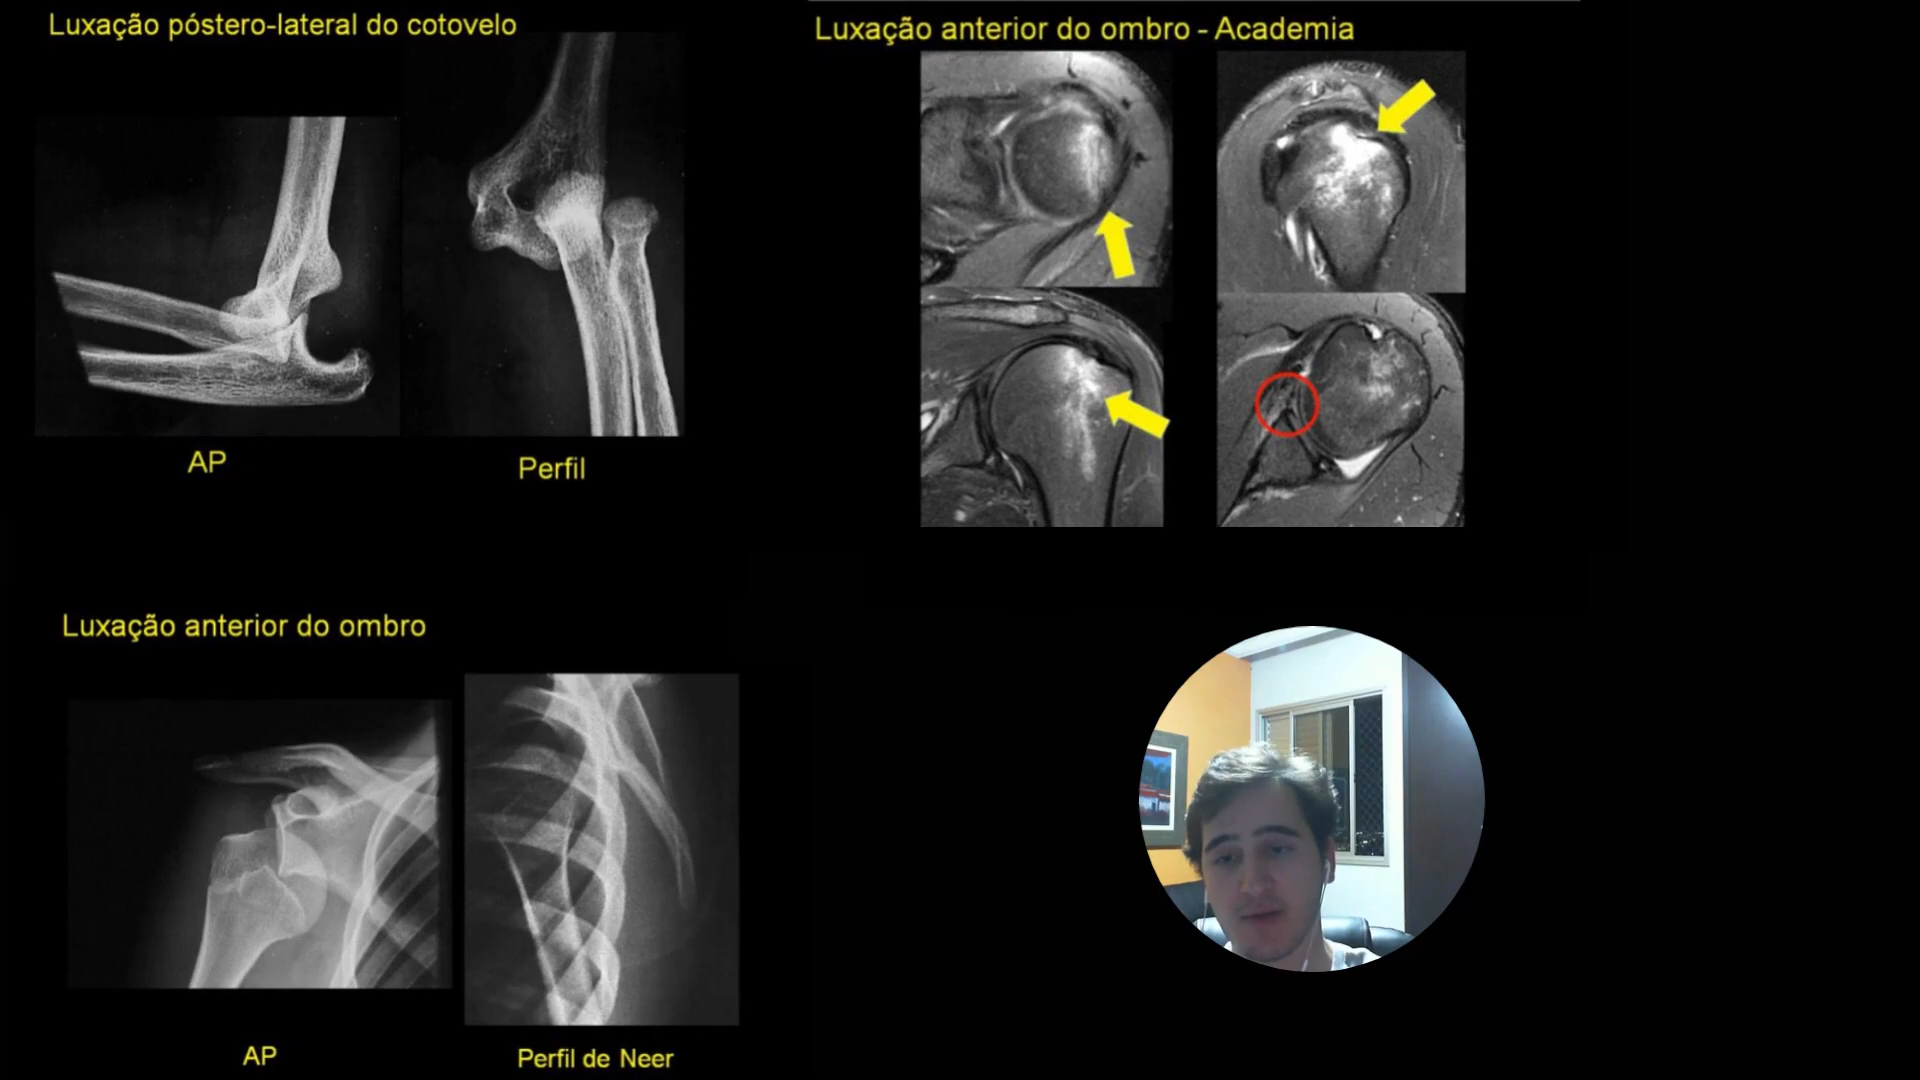 Luxação póstero-lateral do cotovelo
AP
Perfil
Luxação anterior do ombro - Academia
Luxação anterior do ombro
AP
Perfil de Neer